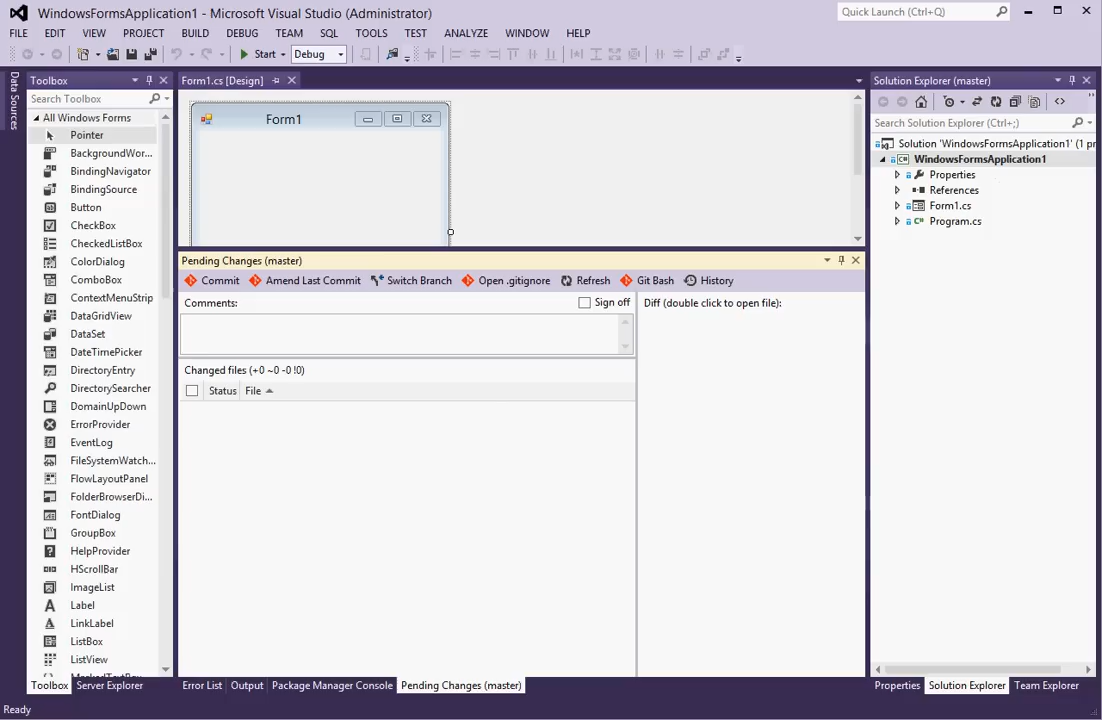 WindowsFormsApplication1 - Microsoft Visual Studio (Administrator)
Quick Launch (Ctrl+Q)
FILE EDIT VIEW PROJECT BUILD DEBUG TEAM SQL TOOLS TEST ANALYZE WINDOW HELP
Start Debug
Data Sources
Toolbox
Search Toolbox
All Windows Forms
Pointer
BackgroundWor...
BindingNavigator
BindingSource
Button
CheckBox
CheckedListBox
ColorDialog
ComboBox
ContextMenuStrip
DataGridView
DataSet
DateTimePicker
DirectoryEntry
DirectorySearcher
DomainUpDown
ErrorProvider
EventLog
FileSystemWatch...
FlowLayoutPanel
FolderBrowserDi...
FontDialog
GroupBox
HelpProvider
HScrollBar
ImageList
Label
LinkLabel
ListBox
ListView
Toolbox Server Explorer
Form1.cs [Design]
Form1
Pending Changes (master)
Commit Amend Last Commit Switch Branch Open .gitignore Refresh Git Bash History
Comments: Sign off Diff (double click to open file):
Changed files (+0 ~0 -0 !0)
Status File
Error List Output Package Manager Console Pending Changes (master)
Solution Explorer (master)
Search Solution Explorer (Ctrl+;)
Solution 'WindowsFormsApplication1' (1 pr
WindowsFormsApplication1
Properties
References
Form1.cs
Program.cs
Properties Solution Explorer Team Explorer
Ready